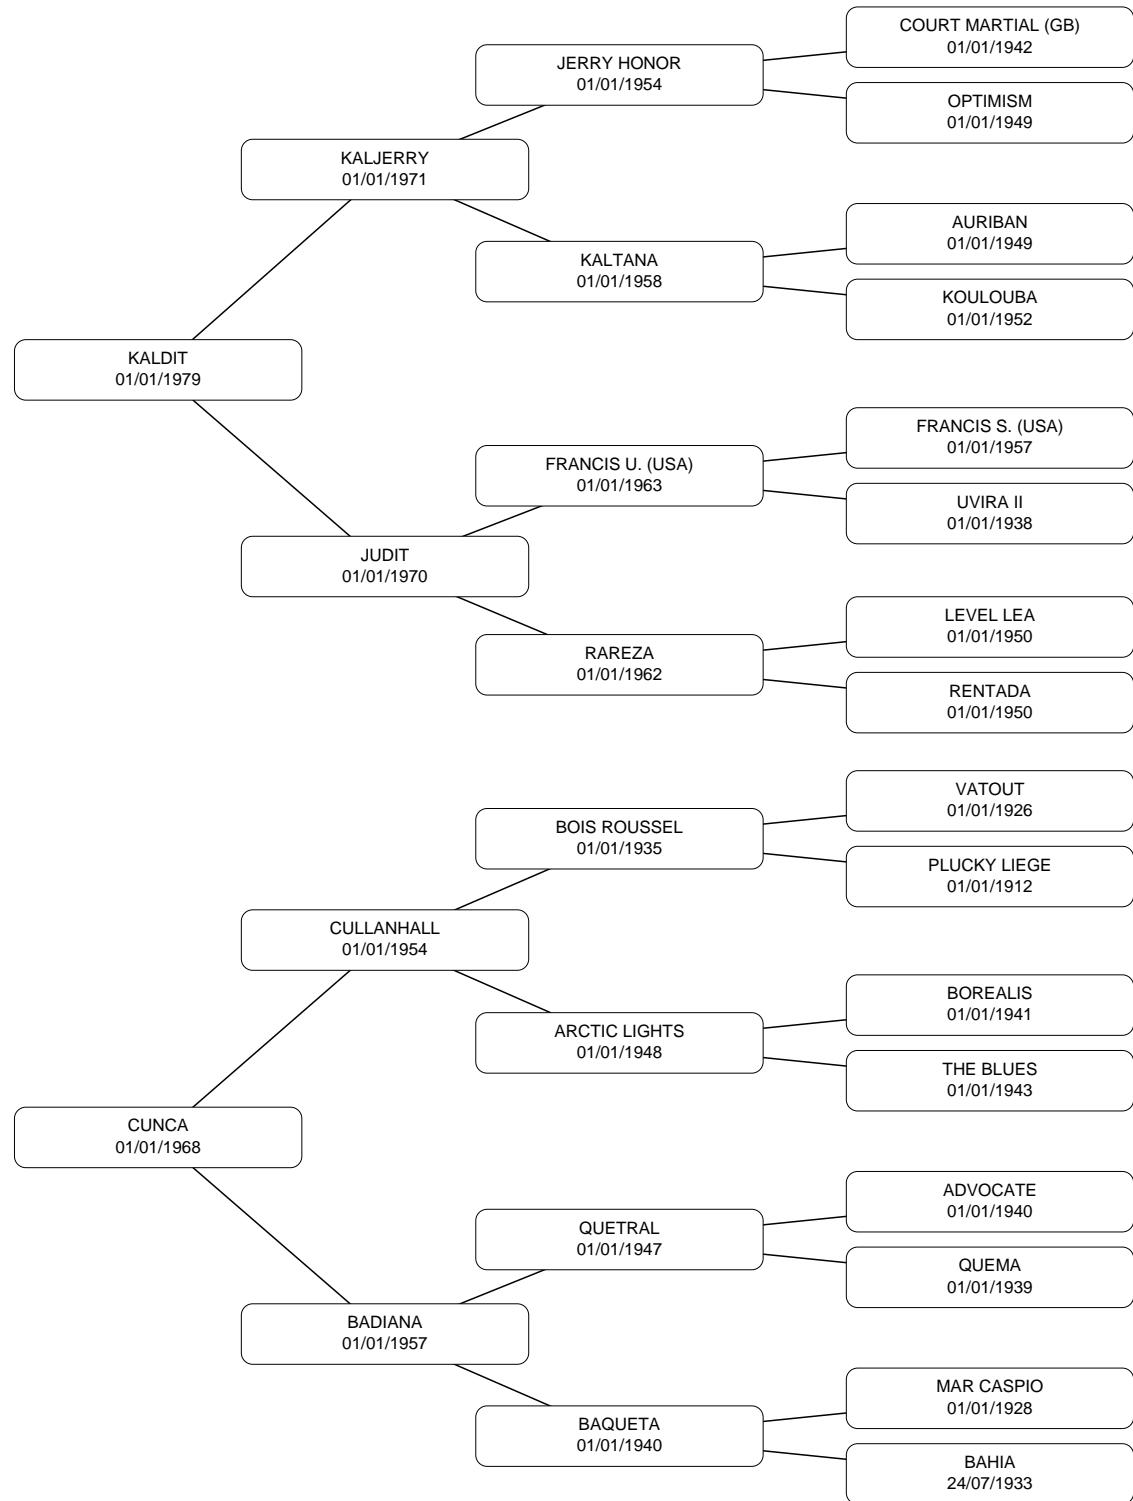 COURT MARTIAL (GB)
01/01/1942
JERRY HONOR
01/01/1954
OPTIMISM
01/01/1949
KALJERRY
01/01/1971
AURIBAN
01/01/1949
KALTANA
01/01/1958
KOULOUBA
01/01/1952
KALDIT
01/01/1979
FRANCIS S. (USA)
01/01/1957
FRANCIS U. (USA)
01/01/1963
UVIRA II
01/01/1938
JUDIT
01/01/1970
LEVEL LEA
01/01/1950
RAREZA
01/01/1962
RENTADA
01/01/1950
VATOUT
01/01/1926
BOIS ROUSSEL
01/01/1935
PLUCKY LIEGE
01/01/1912
CULLANHALL
01/01/1954
BOREALIS
01/01/1941
ARCTIC LIGHTS
01/01/1948
THE BLUES
01/01/1943
CUNCA
01/01/1968
ADVOCATE
01/01/1940
QUETRAL
01/01/1947
QUEMA
01/01/1939
BADIANA
01/01/1957
MAR CASPIO
01/01/1928
BAQUETA
01/01/1940
BAHIA
24/07/1933